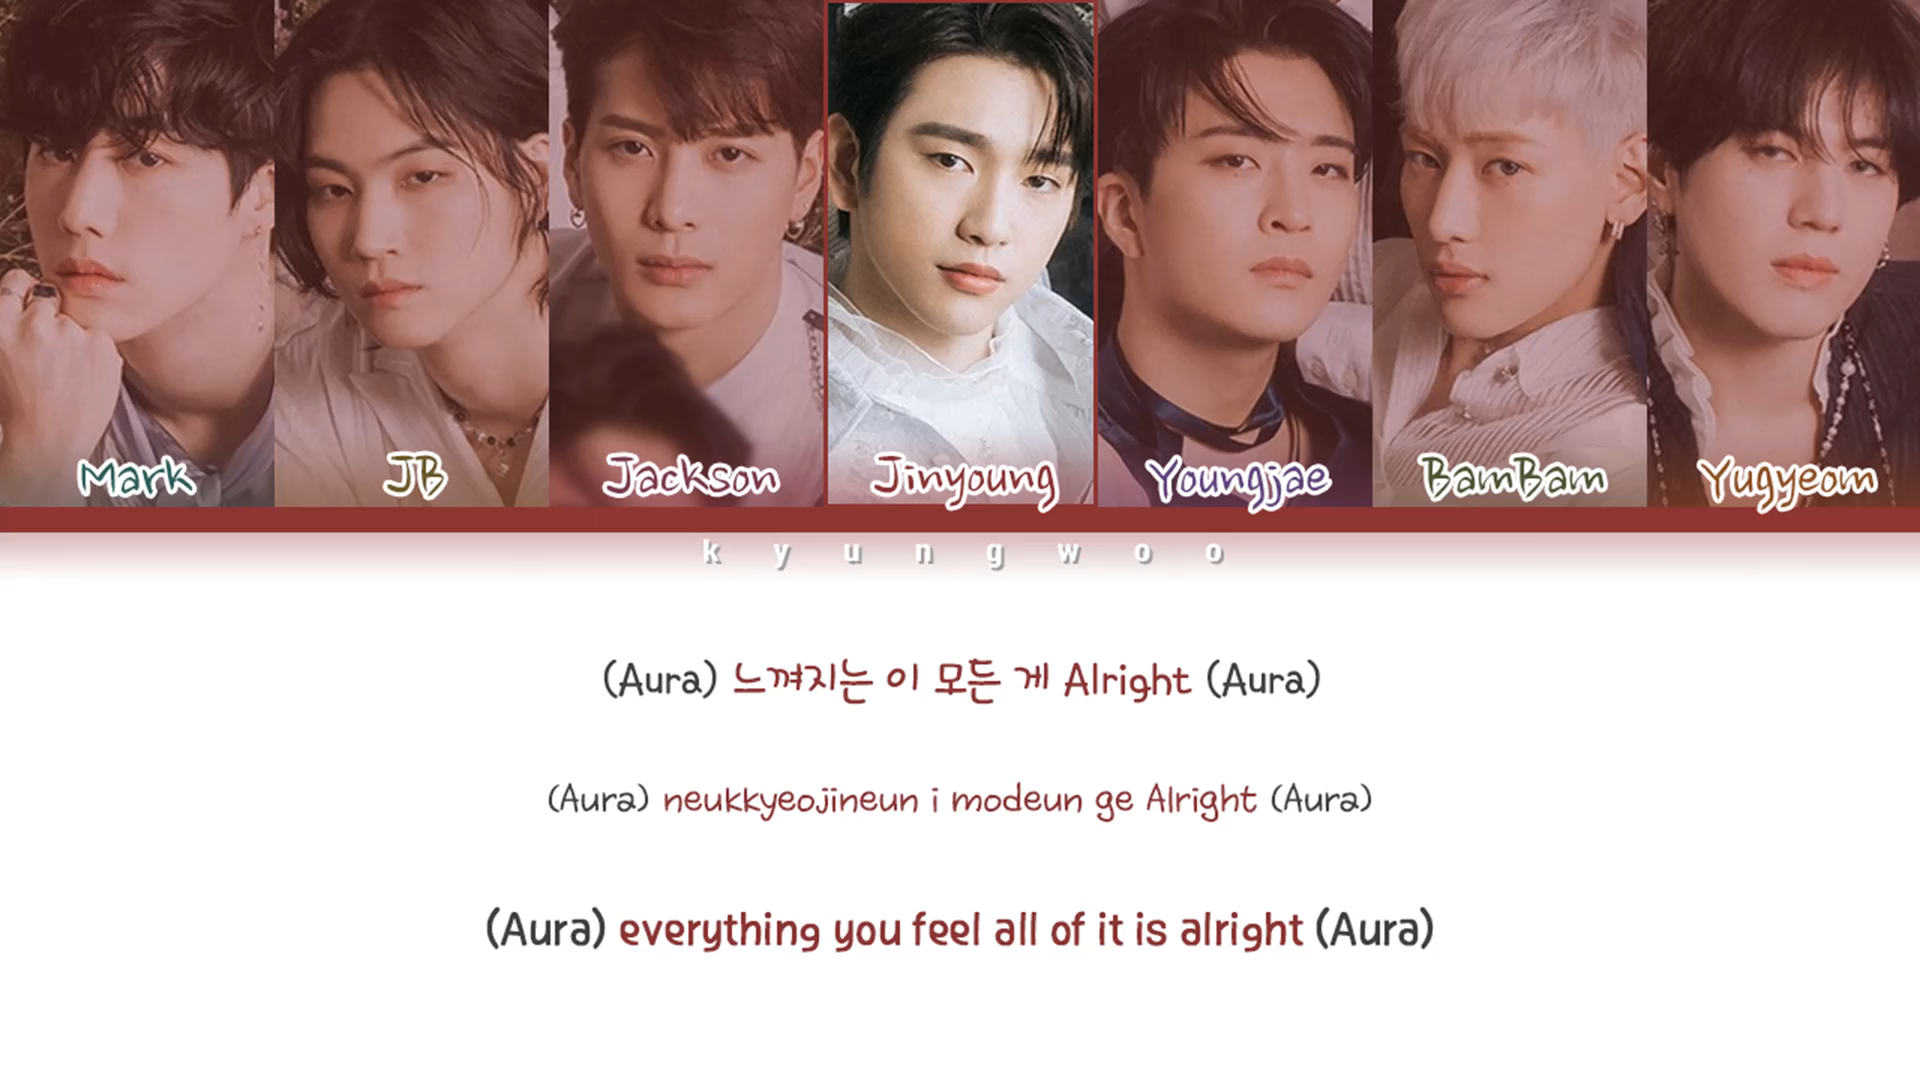 Mark JB Jackson Jinyoung Youngjae BamBam Yugyeom
kyungwoo
(Aura) 느껴지는 이 모든 게 Alright (Aura)
(Aura) neukkyeojineun i modeun ge Alright (Aura)
(Aura) everything you feel all of it is alright (Aura)